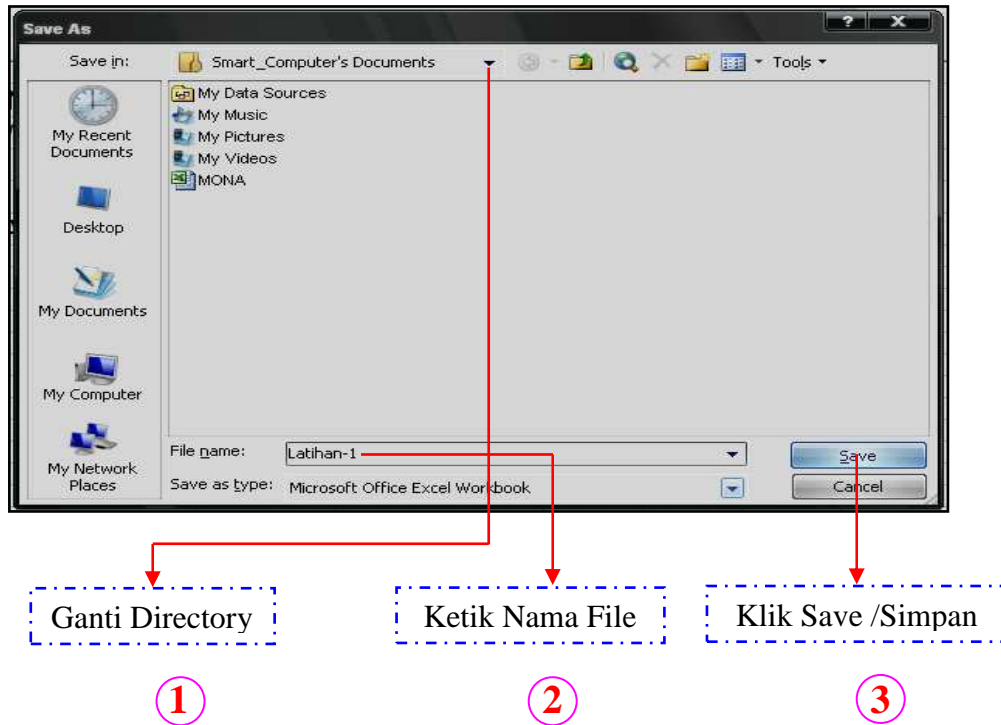 Save As
? X
Save in: Smart_Computer's Documents Tools
My Data Sources
My Music
My Pictures
My Videos
MONA
My Recent
Documents
Desktop
My Documents
My Computer
My Network
Places
File name: Latihan-1 Save
Save as type: Microsoft Office Excel Workbook Cancel
Ganti Directory Ketik Nama File Klik Save /Simpan
1 2 3